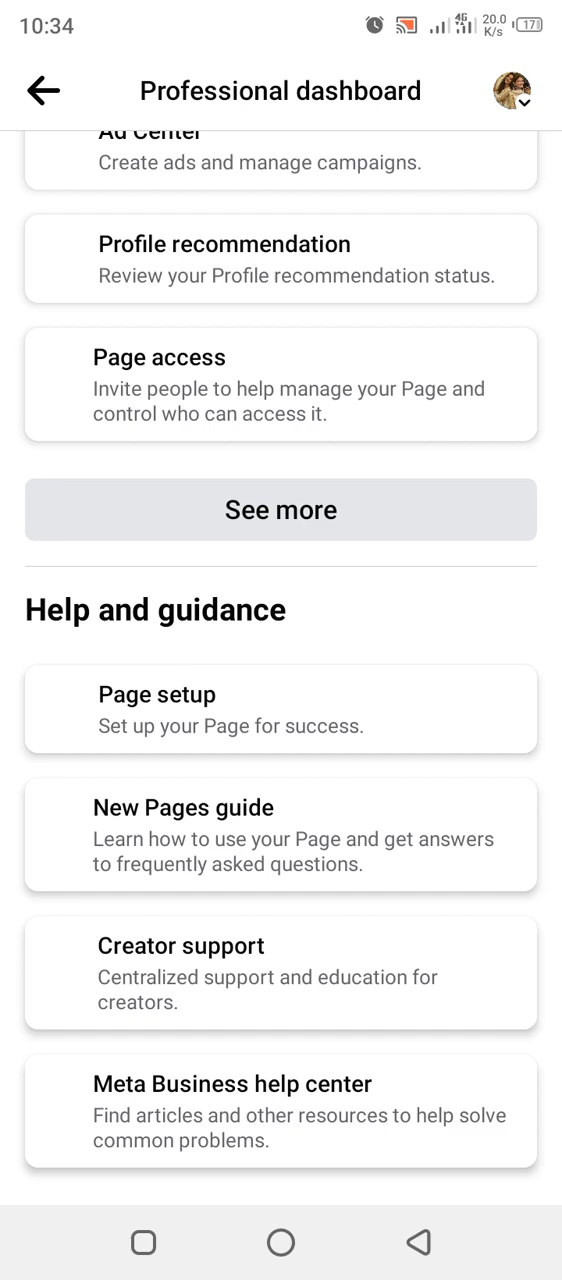 10:34
4G
20.0
K/s
17
Professional dashboard
Ad Center
Create ads and manage campaigns.
Profile recommendation
Review your Profile recommendation status.
Page access
Invite people to help manage your Page and
control who can access it.
See more
Help and guidance
Page setup
Set up your Page for success.
New Pages guide
Learn how to use your Page and get answers
to frequently asked questions.
Creator support
Centralized support and education for
creators.
Meta Business help center
Find articles and other resources to help solve
common problems.